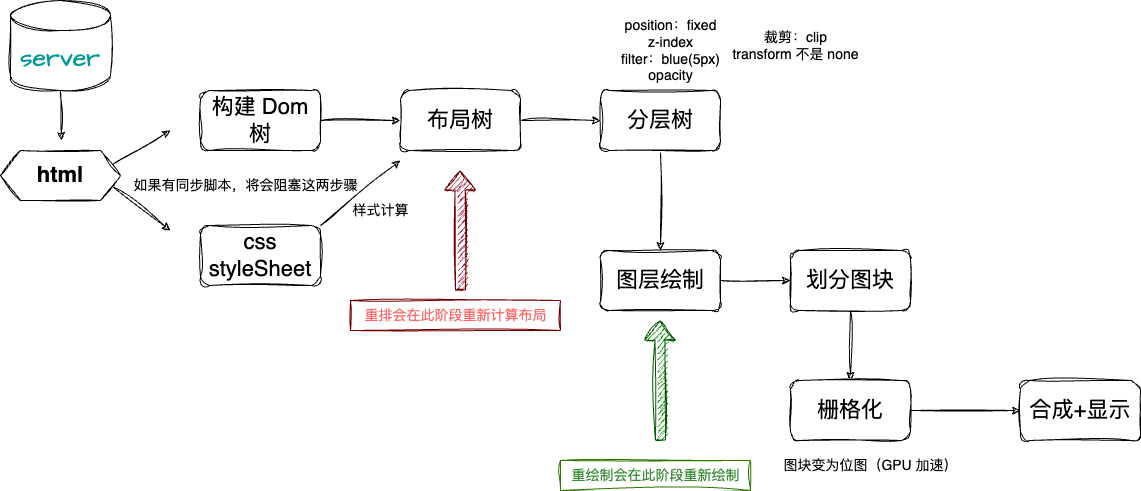 server
html
构建 Dom
树
如果有同步脚本，将会阻塞这两步骤
css
styleSheet
样式计算
布局树
重排会在此阶段重新计算布局
position：fixed
z-index
filter：blue(5px)
opacity
裁剪：clip
transform 不是 none
分层树
图层绘制
重绘制会在此阶段重新绘制
划分图块
栅格化
图块变为位图（GPU 加速）
合成+显示